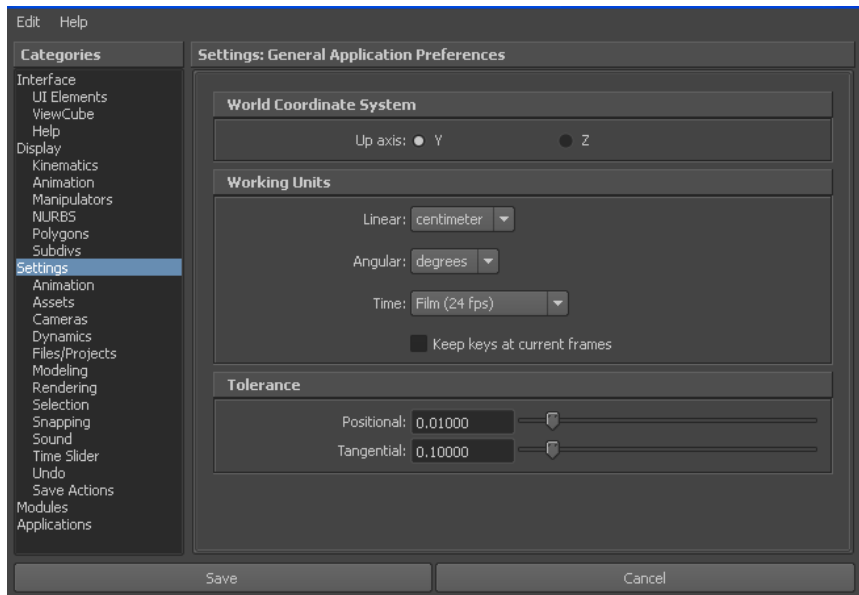 Edit Help
Categories
Interface
UI Elements
ViewCube
Help
Display
Kinematics
Animation
Manipulators
NURBS
Polygons
Subdivs
Settings
Animation
Assets
Cameras
Dynamics
Files/Projects
Modeling
Rendering
Selection
Snapping
Sound
Time Slider
Undo
Save Actions
Modules
Applications
Settings: General Application Preferences
World Coordinate System
Up axis: Y Z
Working Units
Linear: centimeter
Angular: degrees
Time: Film (24 fps)
Keep keys at current frames
Tolerance
Positional: 0.01000
Tangential: 0.10000
Save Cancel